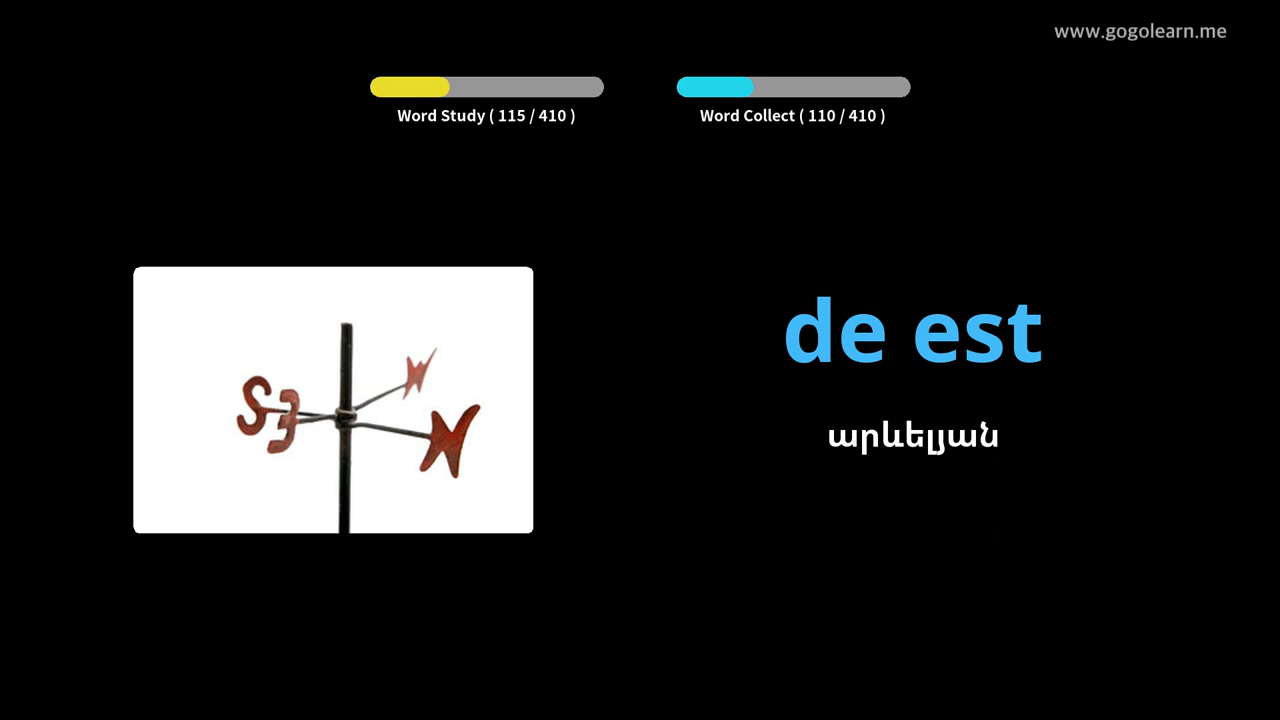 www.gogolearn.me
Word Study ( 115 / 410 )
Word Collect ( 110 / 410 )
de est
արևելյան
S E N